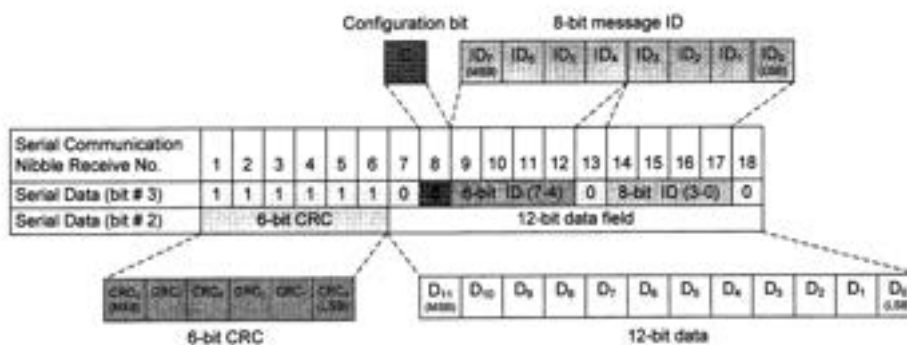 Configuration bit 8-bit message ID
ID₇ ID₆ ID₅ ID₄ ID₃ ID₂ ID₁ ID₀
(MSB) (LSB)
Serial Communication
Nibble Receive No. 1 2 3 4 5 6 7 8 9 10 11 12 13 14 15 16 17 18
Serial Data (bit # 3) 1 1 1 1 1 1 0 8-bit ID (7-4) 0 8-bit ID (3-0) 0
Serial Data (bit # 2) 6-bit CRC 12-bit data field
(MSB) (LSB)
D₁₁ D₁₀ D₉ D₈ D₇ D₆ D₅ D₄ D₃ D₂ D₁ D₀
(MSB) (LSB)
6-bit CRC 12-bit data